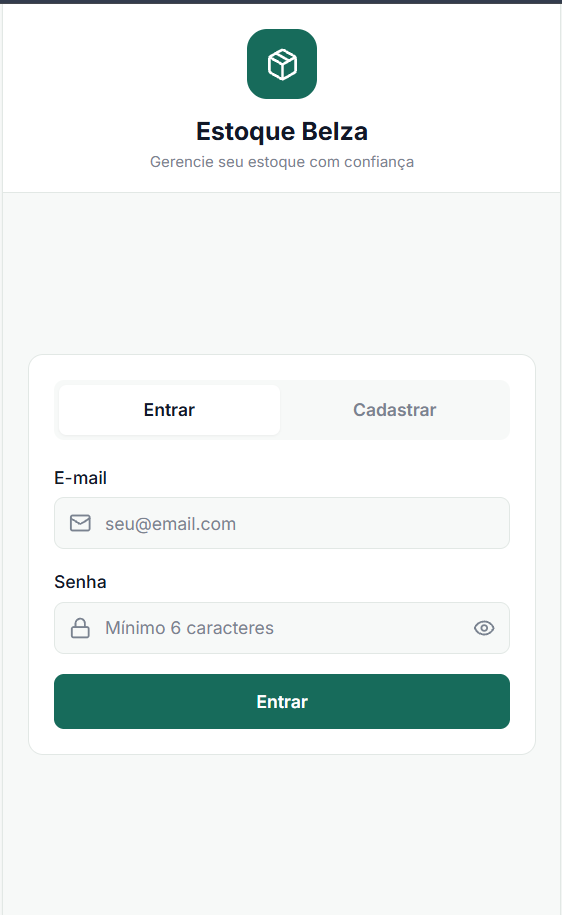 Estoque Belza
Gerencie seu estoque com confiança
Entrar
Cadastrar
E-mail
seu@email.com
Senha
Mínimo 6 caracteres
Entrar